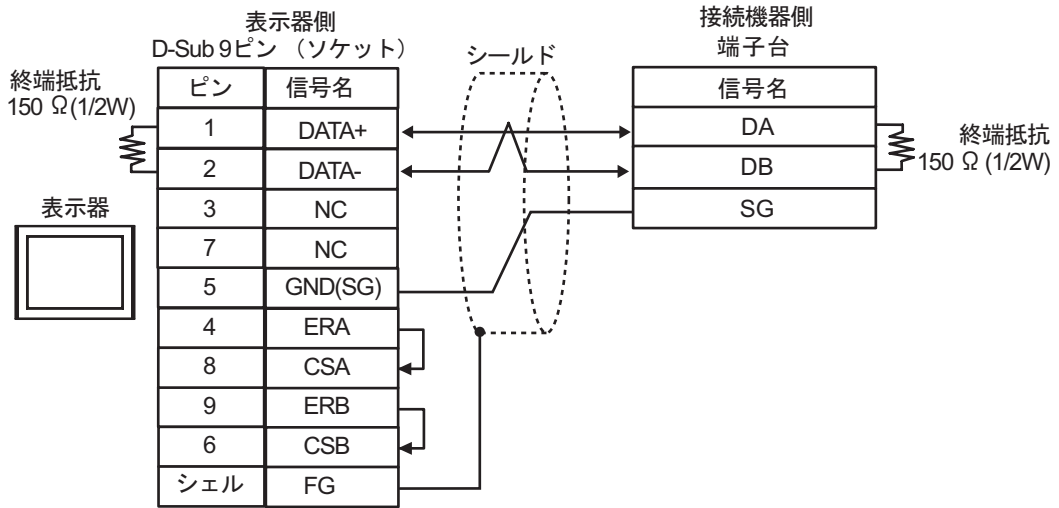 表示器側
D-Sub 9ピン （ソケット）
シールド
接続機器側
端子台
終端抵抗
150 Ω(1/2W)
ピン 信号名
1 DATA+
2 DATA-
3 NC
7 NC
5 GND(SG)
4 ERA
8 CSA
9 ERB
6 CSB
シェル FG
表示器
信号名
DA
DB
SG
終端抵抗
150 Ω (1/2W)